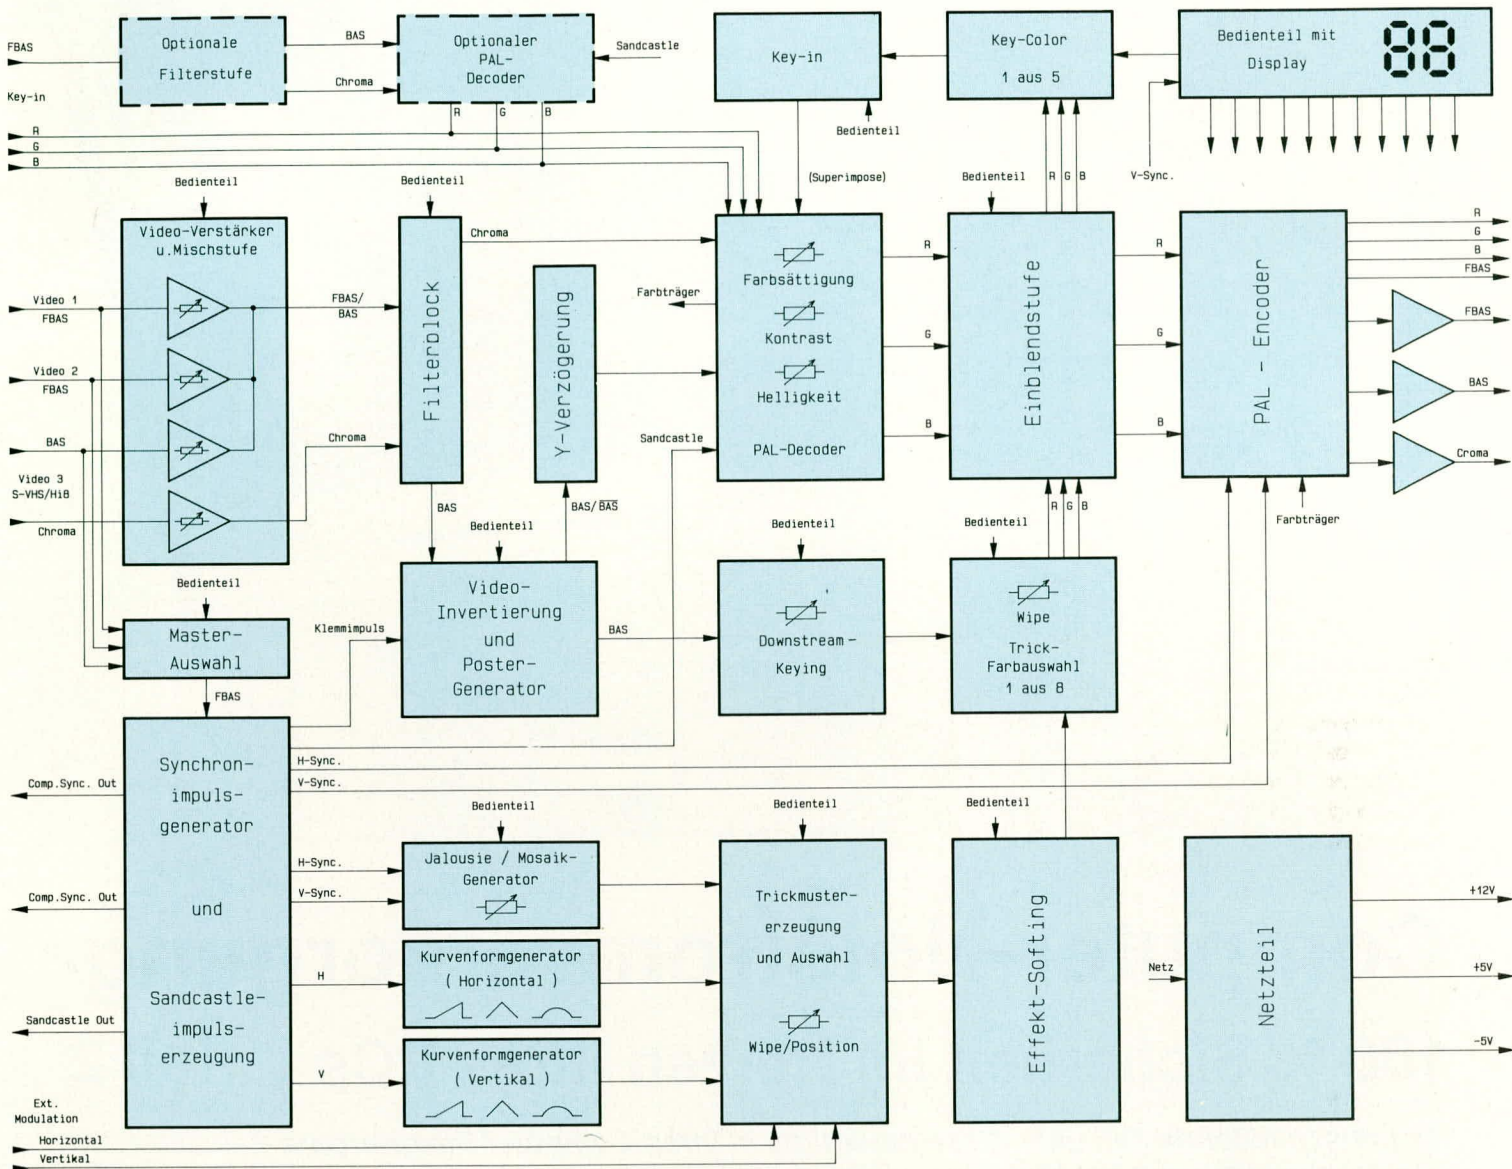 FBAS
Key-in
R
G
B
Optionale
Filterstufe
BAS
Chroma
Optionaler
PAL-
Decoder
Sandcastle
R
G
B
Key-in
Bedienteil
(Superimpose)
Key-Color
1 aus 5
R
G
B
Bedienteil mit
Display
88
V-Sync.
Bedienteil
Video-Verstärker
u.Mischstufe
Video 1
FBAS
Video 2
FBAS
BAS
Video 3
S-VHS/Hi8
Chroma
FBAS/
BAS
Chroma
Bedienteil
Filterblock
Chroma
BAS
Y-Verzögerung
BAS/BAS
Farbträger
Sandcastle
Farbsättigung
Kontrast
Helligkeit
PAL-Decoder
R
G
B
Bedienteil
Einblendstufe
R
G
B
R
G
B
PAL - Encoder
R
G
B
FBAS
FBAS
BAS
Croma
Farbträger
Bedienteil
Master-
Auswahl
FBAS
Klemmimpuls
Bedienteil
Video-
Invertierung
und
Poster-
Generator
BAS
Bedienteil
Downstream-
Keying
Bedienteil
Wipe
Trick-
Farbauswahl
1 aus 8
Synchron-
impuls-
generator
und
Sandcastle-
impuls-
erzeugung
Comp.Sync. Out
Comp.Sync. Out
Sandcastle Out
H-Sync.
V-Sync.
H-Sync.
V-Sync.
H
V
Bedienteil
Jalousie / Mosaik-
Generator
Kurvenformgenerator
( Horizontal )
Kurvenformgenerator
( Vertikal )
Bedienteil
Trickmuster-
erzeugung
und Auswahl
Wipe/Position
Bedienteil
Effekt-Softing
Netz
Netzteil
+12V
+5V
-5V
Ext.
Modulation
Horizontal
Vertikal